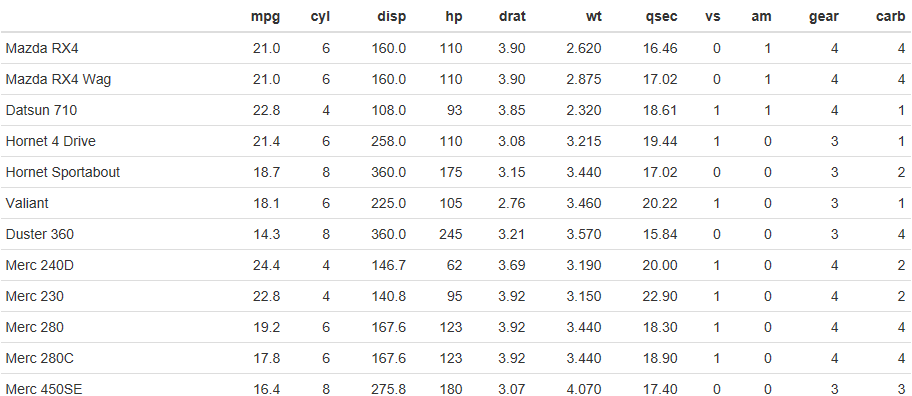 mpg cyl disp hp drat wt qsec vs am gear carb
Mazda RX4 21.0 6 160.0 110 3.90 2.620 16.46 0 1 4 4
Mazda RX4 Wag 21.0 6 160.0 110 3.90 2.875 17.02 0 1 4 4
Datsun 710 22.8 4 108.0 93 3.85 2.320 18.61 1 1 4 1
Hornet 4 Drive 21.4 6 258.0 110 3.08 3.215 19.44 1 0 3 1
Hornet Sportabout 18.7 8 360.0 175 3.15 3.440 17.02 0 0 3 2
Valiant 18.1 6 225.0 105 2.76 3.460 20.22 1 0 3 1
Duster 360 14.3 8 360.0 245 3.21 3.570 15.84 0 0 3 4
Merc 240D 24.4 4 146.7 62 3.69 3.190 20.00 1 0 4 2
Merc 230 22.8 4 140.8 95 3.92 3.150 22.90 1 0 4 2
Merc 280 19.2 6 167.6 123 3.92 3.440 18.30 1 0 4 4
Merc 280C 17.8 6 167.6 123 3.92 3.440 18.90 1 0 4 4
Merc 450SE 16.4 8 275.8 180 3.07 4.070 17.40 0 0 3 3